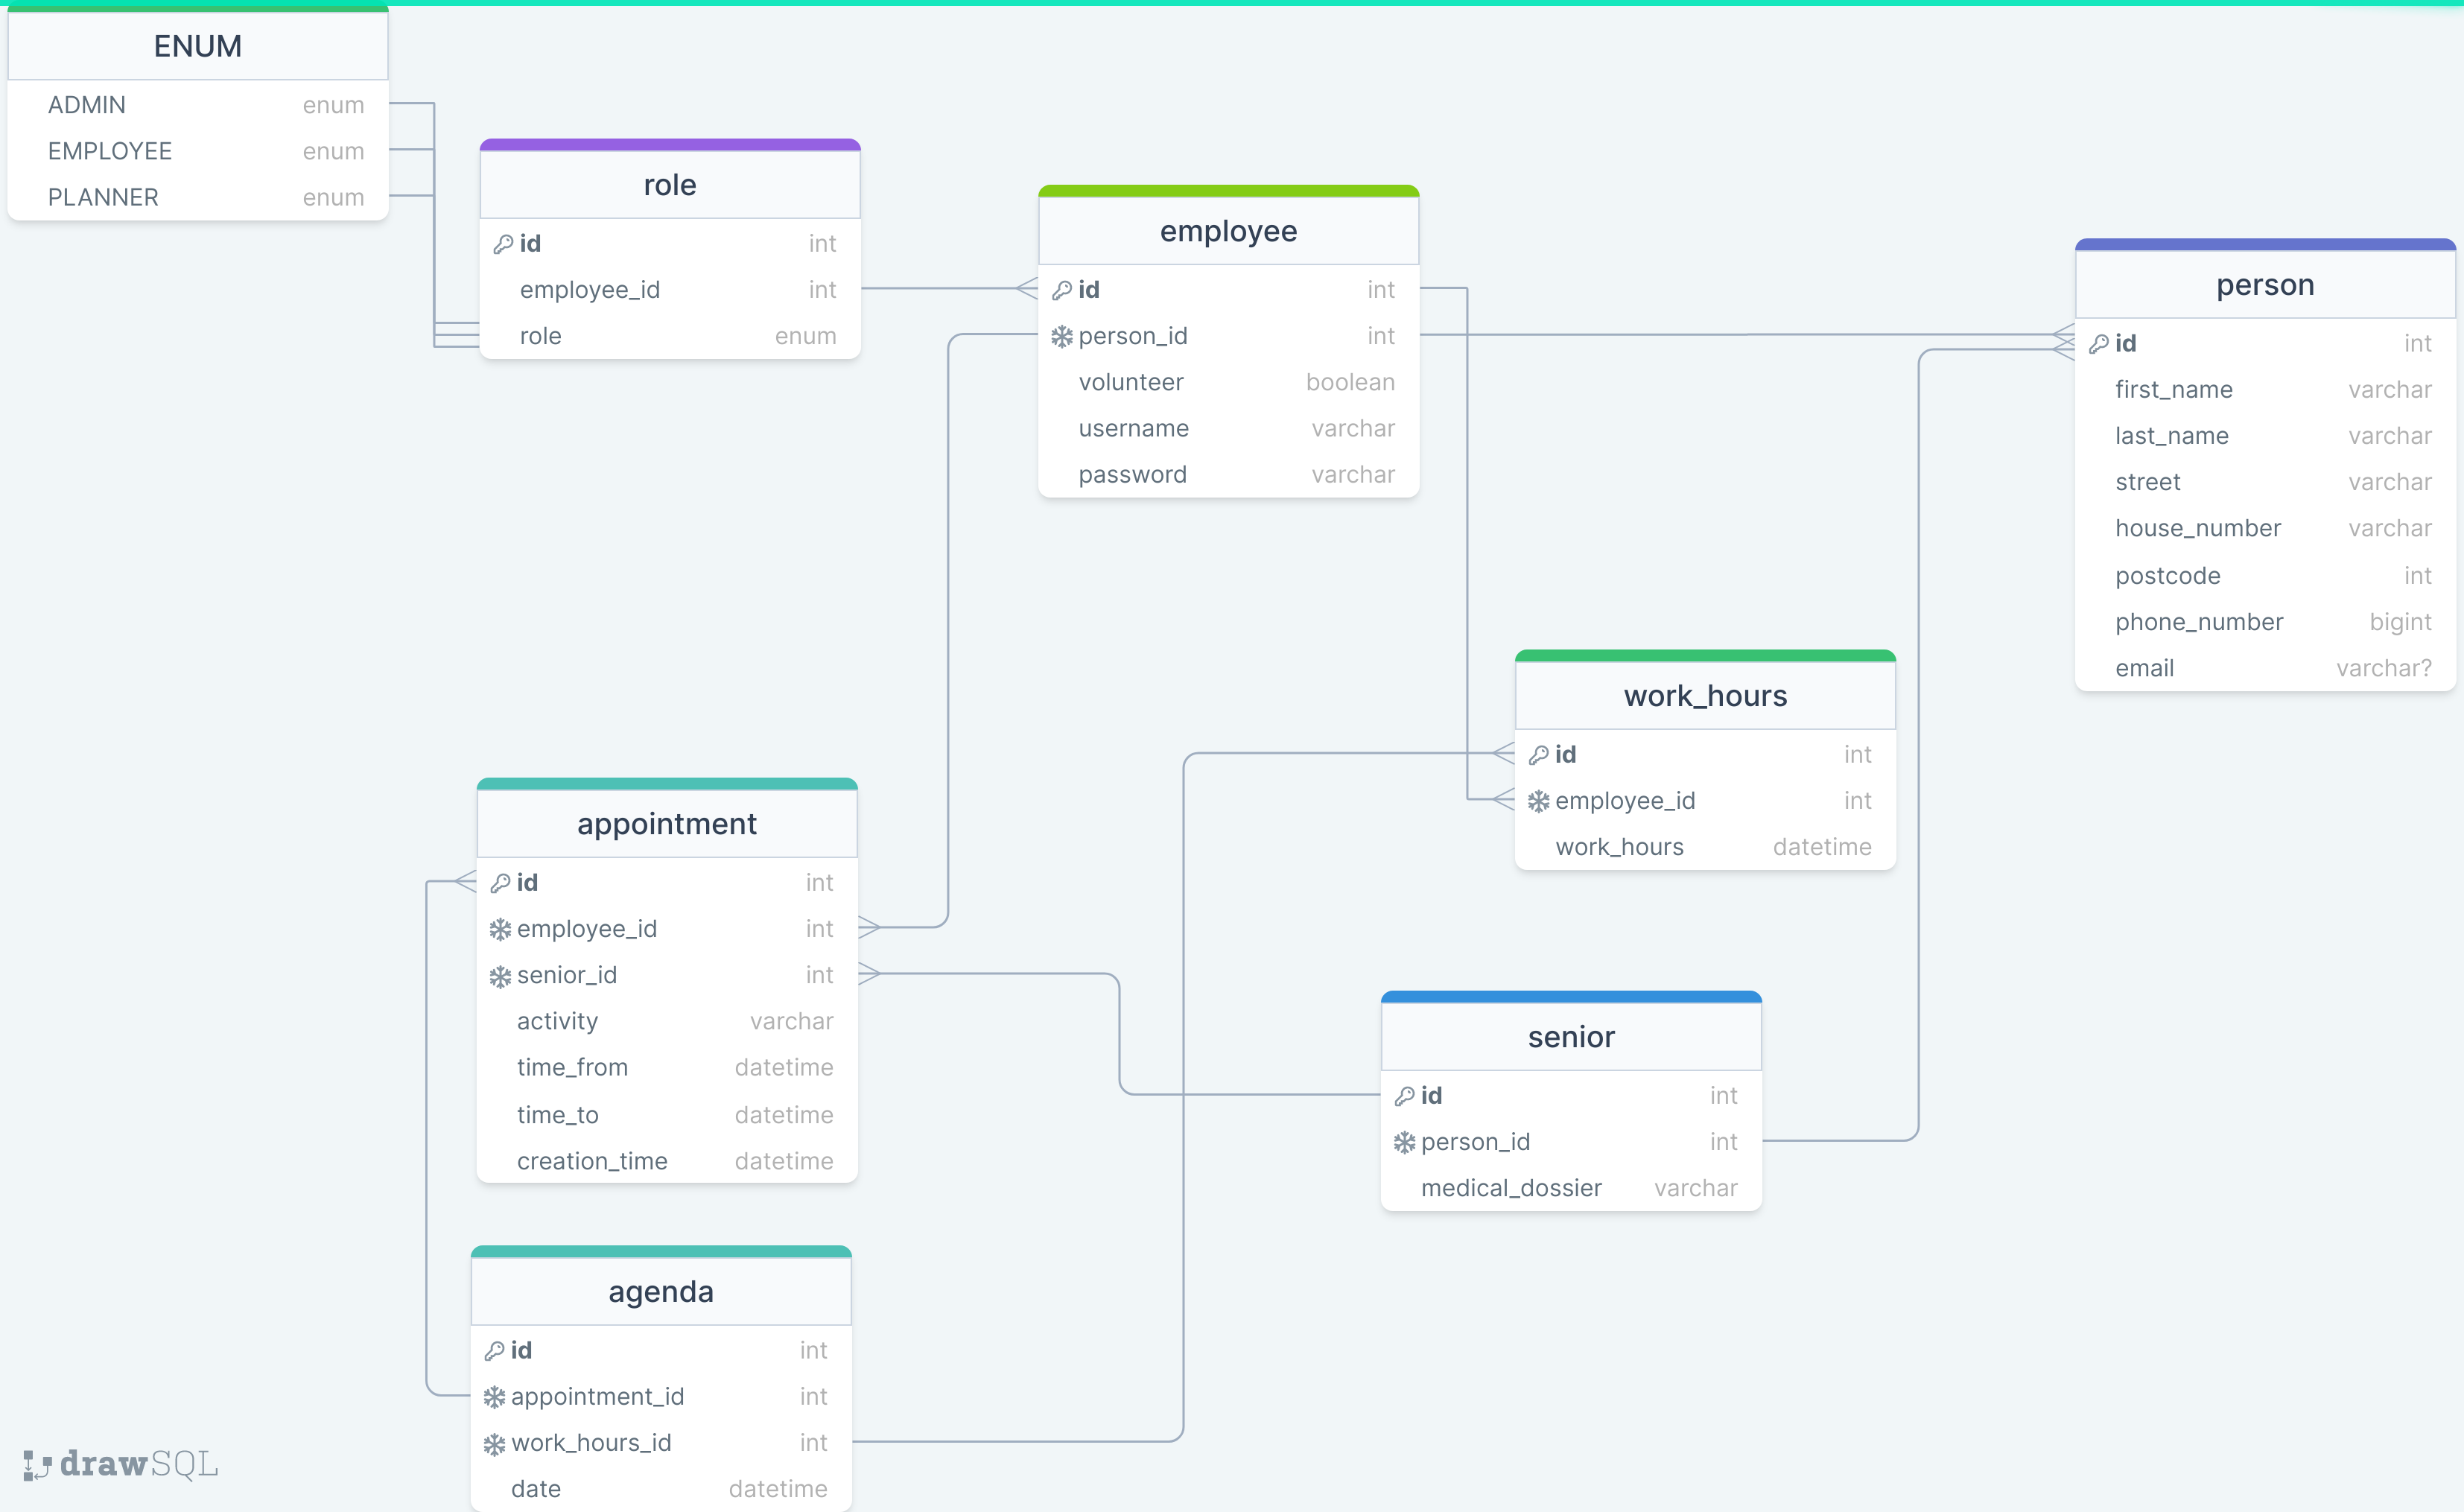 ENUM
ADMIN enum
EMPLOYEE enum
PLANNER enum
role
id int
employee_id int
role enum
employee
id int
person_id int
volunteer boolean
username varchar
password varchar
person
id int
first_name varchar
last_name varchar
street varchar
house_number varchar
postcode int
phone_number bigint
email varchar?
work_hours
id int
employee_id int
work_hours datetime
appointment
id int
employee_id int
senior_id int
activity varchar
time_from datetime
time_to datetime
creation_time datetime
senior
id int
person_id int
medical_dossier varchar
agenda
id int
appointment_id int
work_hours_id int
date datetime
drawSQL